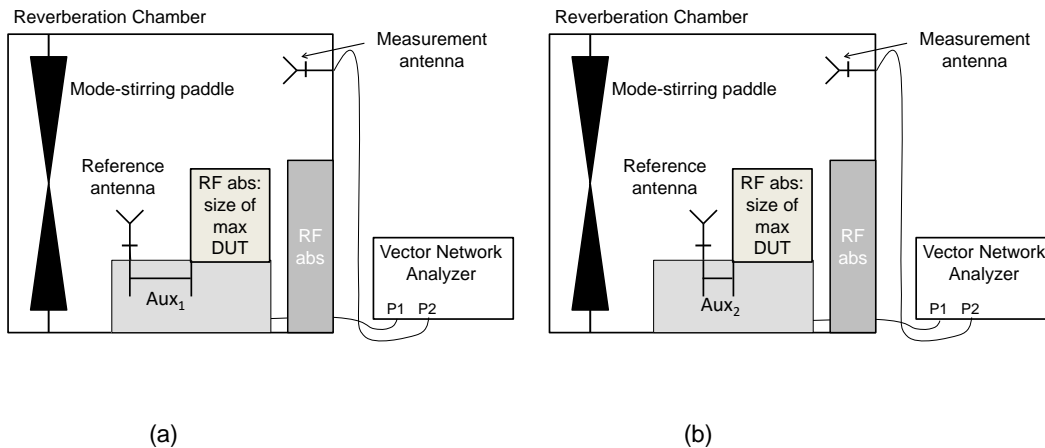 Reverberation Chamber
Measurement
antenna
Mode-stirring paddle
Reference
antenna
RF abs:
size of
max
DUT
RF
abs
Vector Network
Analyzer
P1 P2
Aux₁
(a)
Reverberation Chamber
Measurement
antenna
Mode-stirring paddle
Reference
antenna
RF abs:
size of
max
DUT
RF
abs
Vector Network
Analyzer
P1 P2
Aux₂
(b)